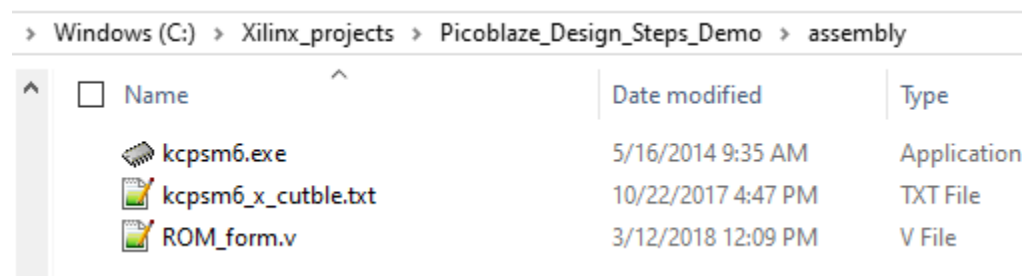 > Windows (C:) > Xilinx_projects > Picoblaze_Design_Steps_Demo > assembly
Name Date modified Type
kcpsm6.exe 5/16/2014 9:35 AM Application
kcpsm6_x_cutble.txt 10/22/2017 4:47 PM TXT File
ROM_form.v 3/12/2018 12:09 PM V File